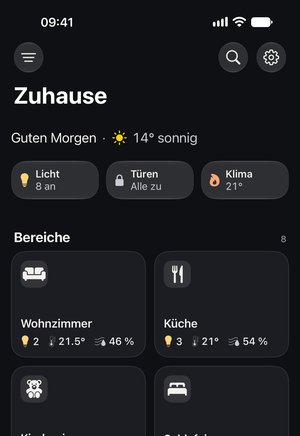 09:41
Zuhause
Guten Morgen · 14° sonnig
Licht
8 an
Türen
Alle zu
Klima
21°
Bereiche
8
Wohnzimmer
2 21.5° 46 %
Küche
3 21° 54 %